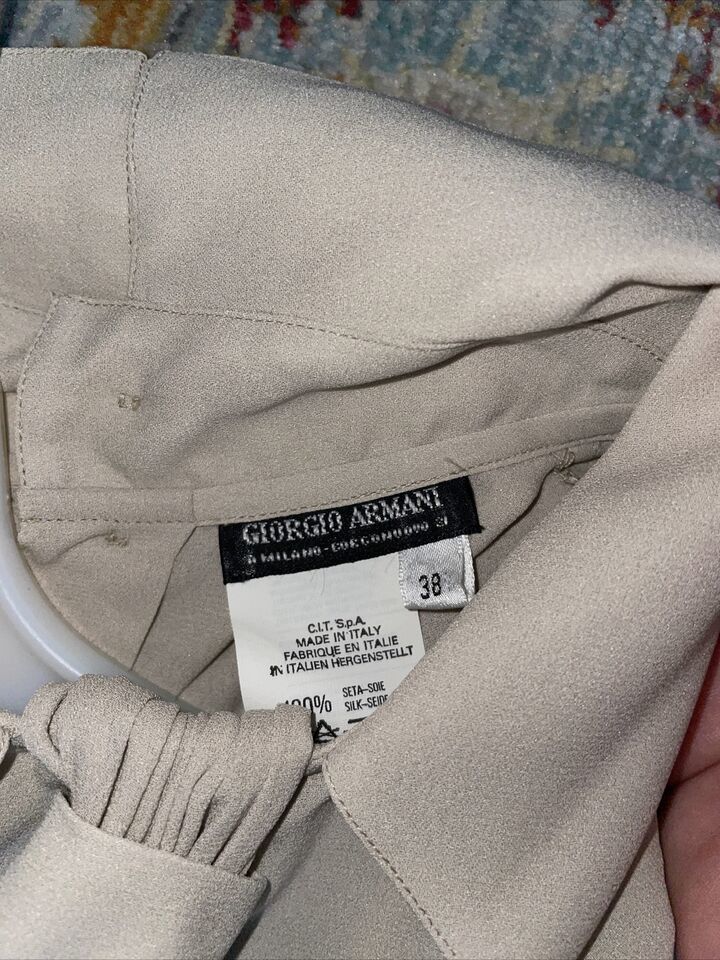 GIORGIO ARMANI
MILANO-BORGONUOVO 21
38
C.I.T. S.p.A.
MADE IN ITALY
FABRIQUE EN ITALIE
IN ITALIEN HERGENSTELLT
100% SETA-SOIE
SILK-SEIDE